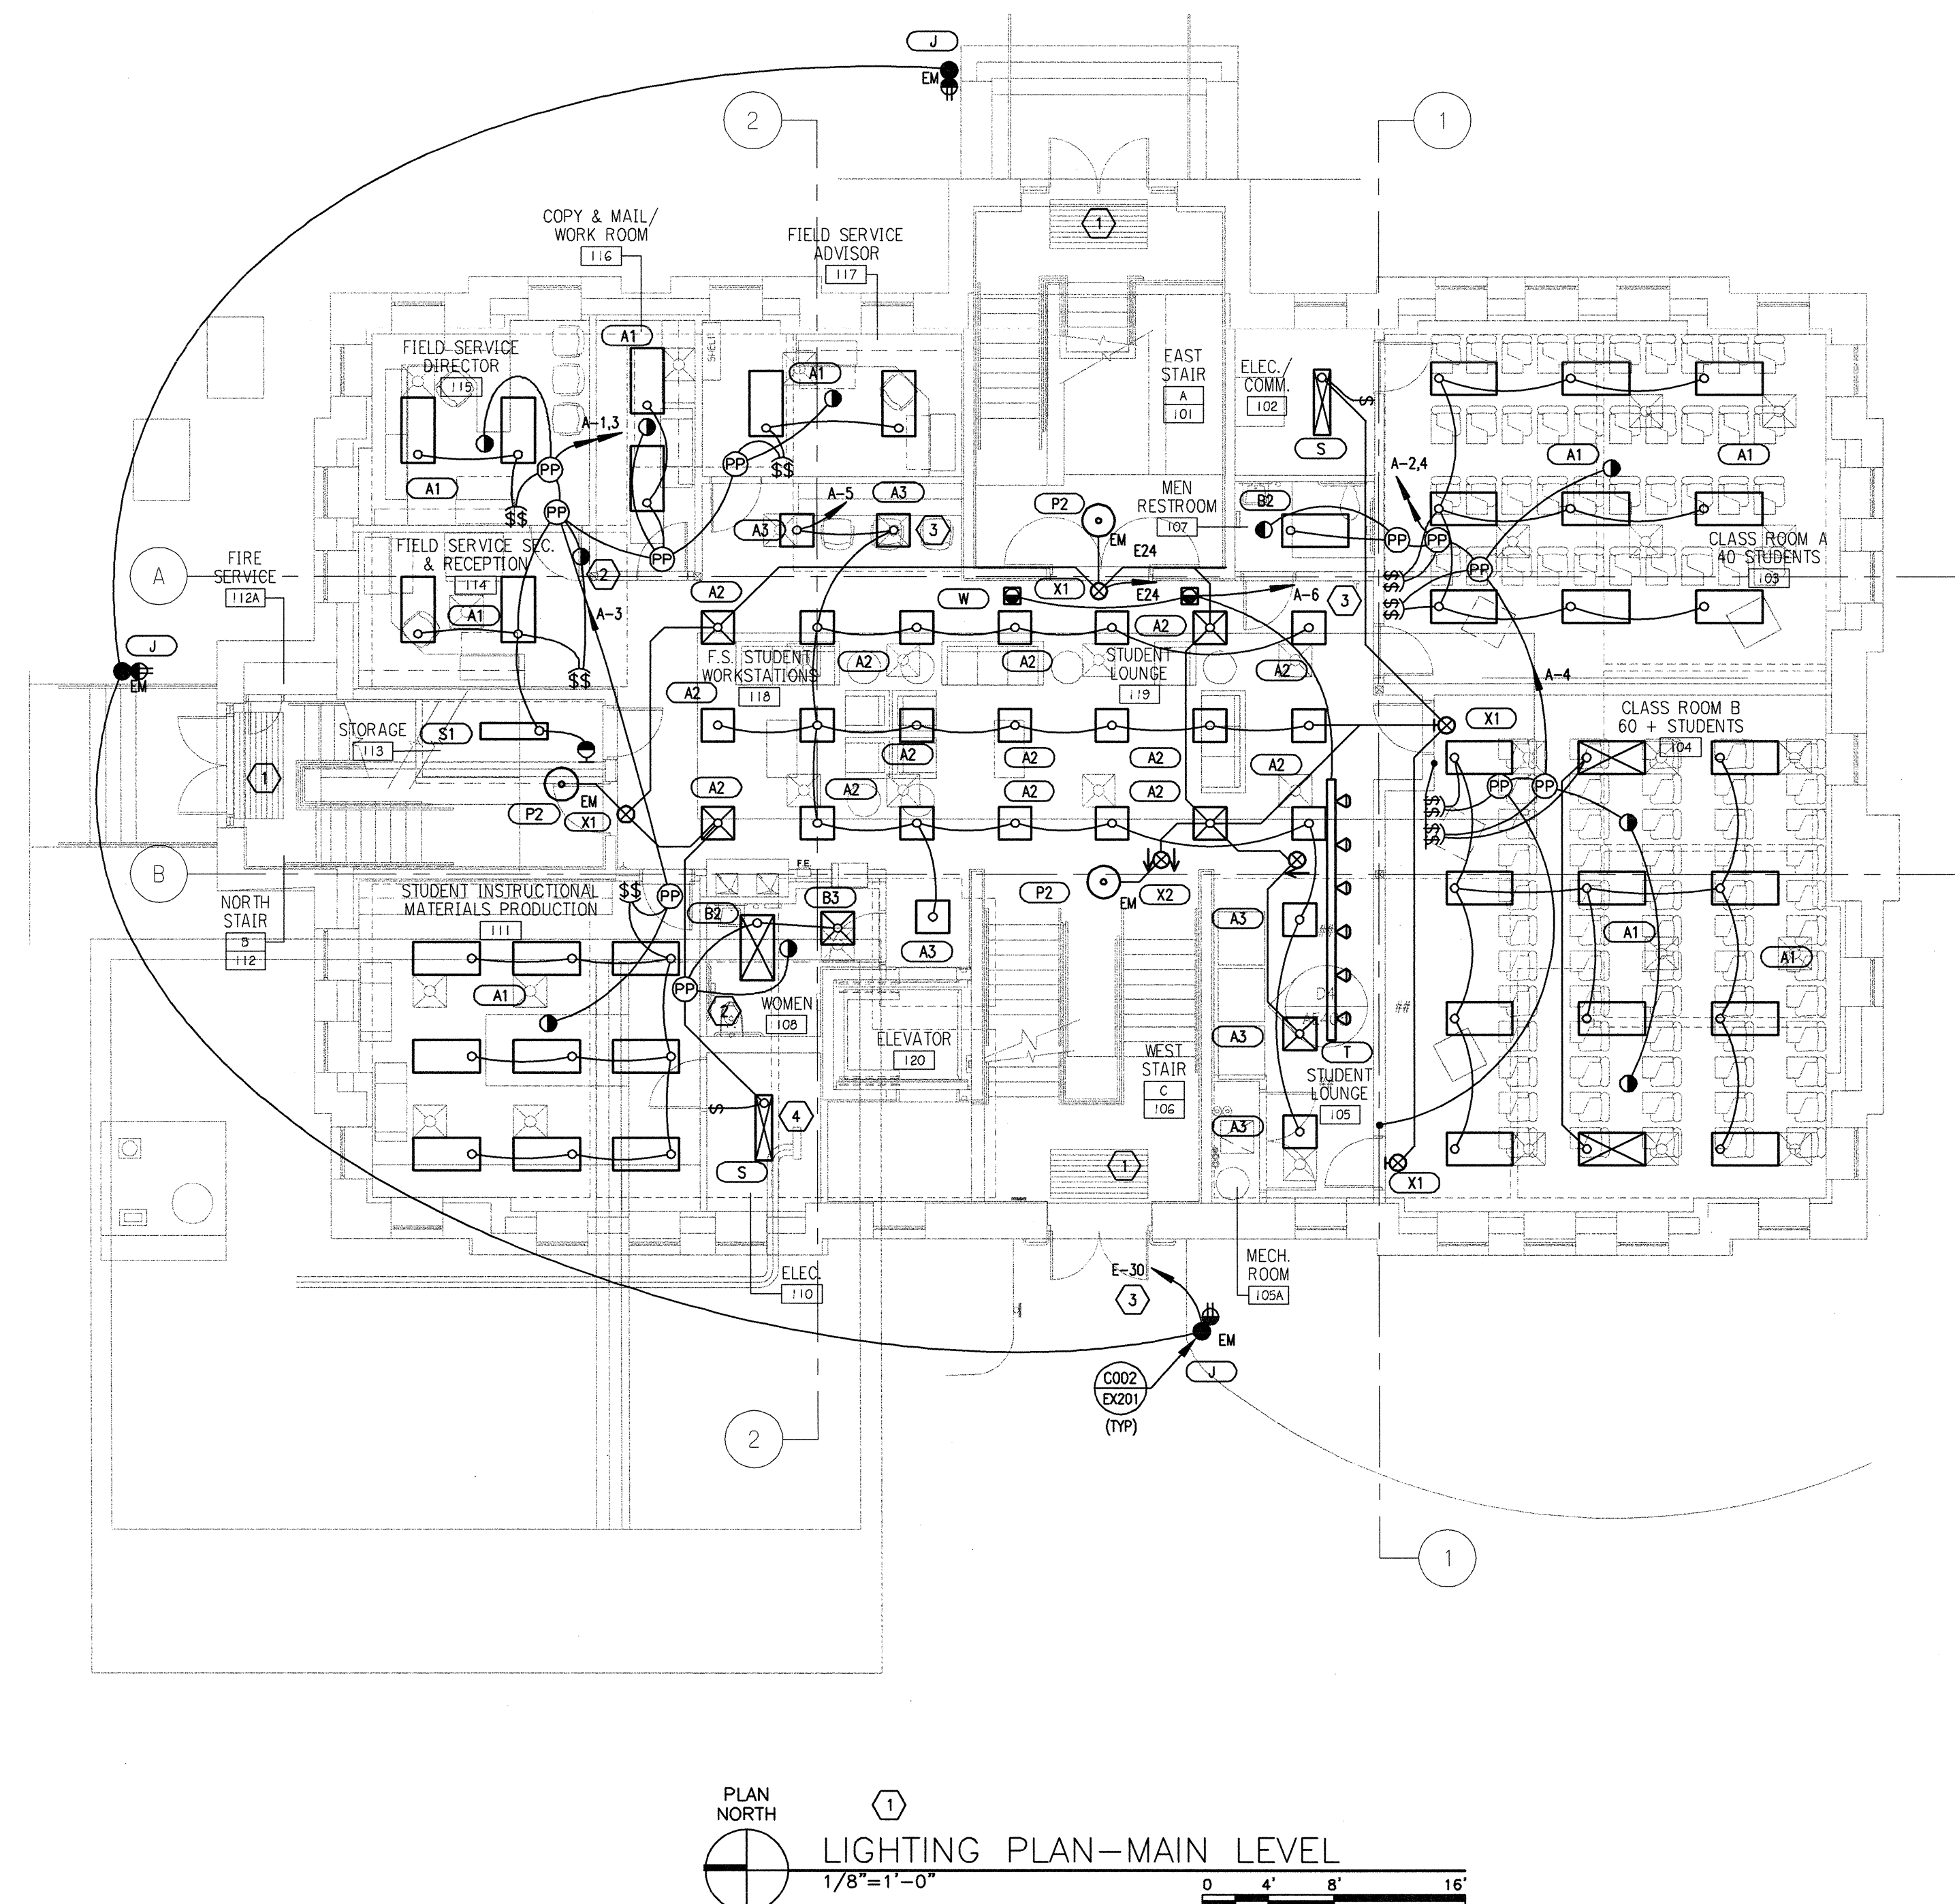 J
EM
2
1
COPY & MAIL/
WORK ROOM
116
FIELD SERVICE
ADVISOR
117
1
A1
FIELD SERVICE
DIRECTOR
115
A1
A-1,3
SHELF
EAST
STAIR
A
101
ELEC./
COMM.
102
S
$
A1
A1
A-2,4
PP
PP
$$
A1
$$
PP
A-5
A3
A3
3
P2
EM
E24
MEN
RESTROOM
107
B2
PP
PP
PP
CLASS ROOM A
40 STUDENTS
103
A
FIRE
SERVICE
112A
FIELD SERVICE SEC.
& RECEPTION
114
A1
2
PP
A-3
A2
W
X1
E24
A-6
3
$$
$$
J
EM
$$
F.S. STUDENT
WORKSTATIONS
118
A2
A2
A2
STUDENT
LOUNGE
119
A2
A2
A-4
STORAGE
113
S1
X1
CLASS ROOM B
60 + STUDENTS
104
1
A2
A2
A2
A2
A2
P2
EM
X1
A2
A2
A2
PP
PP
$$
$$
B
F.E.
P2
EM
X2
NORTH
STAIR
B
112
STUDENT INSTRUCTIONAL
MATERIALS PRODUCTION
111
$$
PP
B2
B3
A3
A3
##
A1
A1
A1
PP
2
WOMEN
108
ELEVATOR
120
WEST
STAIR
C
106
A3
T
##
STUDENT
LOUNGE
105
$
4
S
A3
1
X1
ELEC.
110
E-30
3
MECH.
ROOM
105A
EM
J
C002
EX201
(TYP)
2
1
PLAN
NORTH
1
LIGHTING PLAN-MAIN LEVEL
1/8"=1'-0"
0 4' 8' 16'